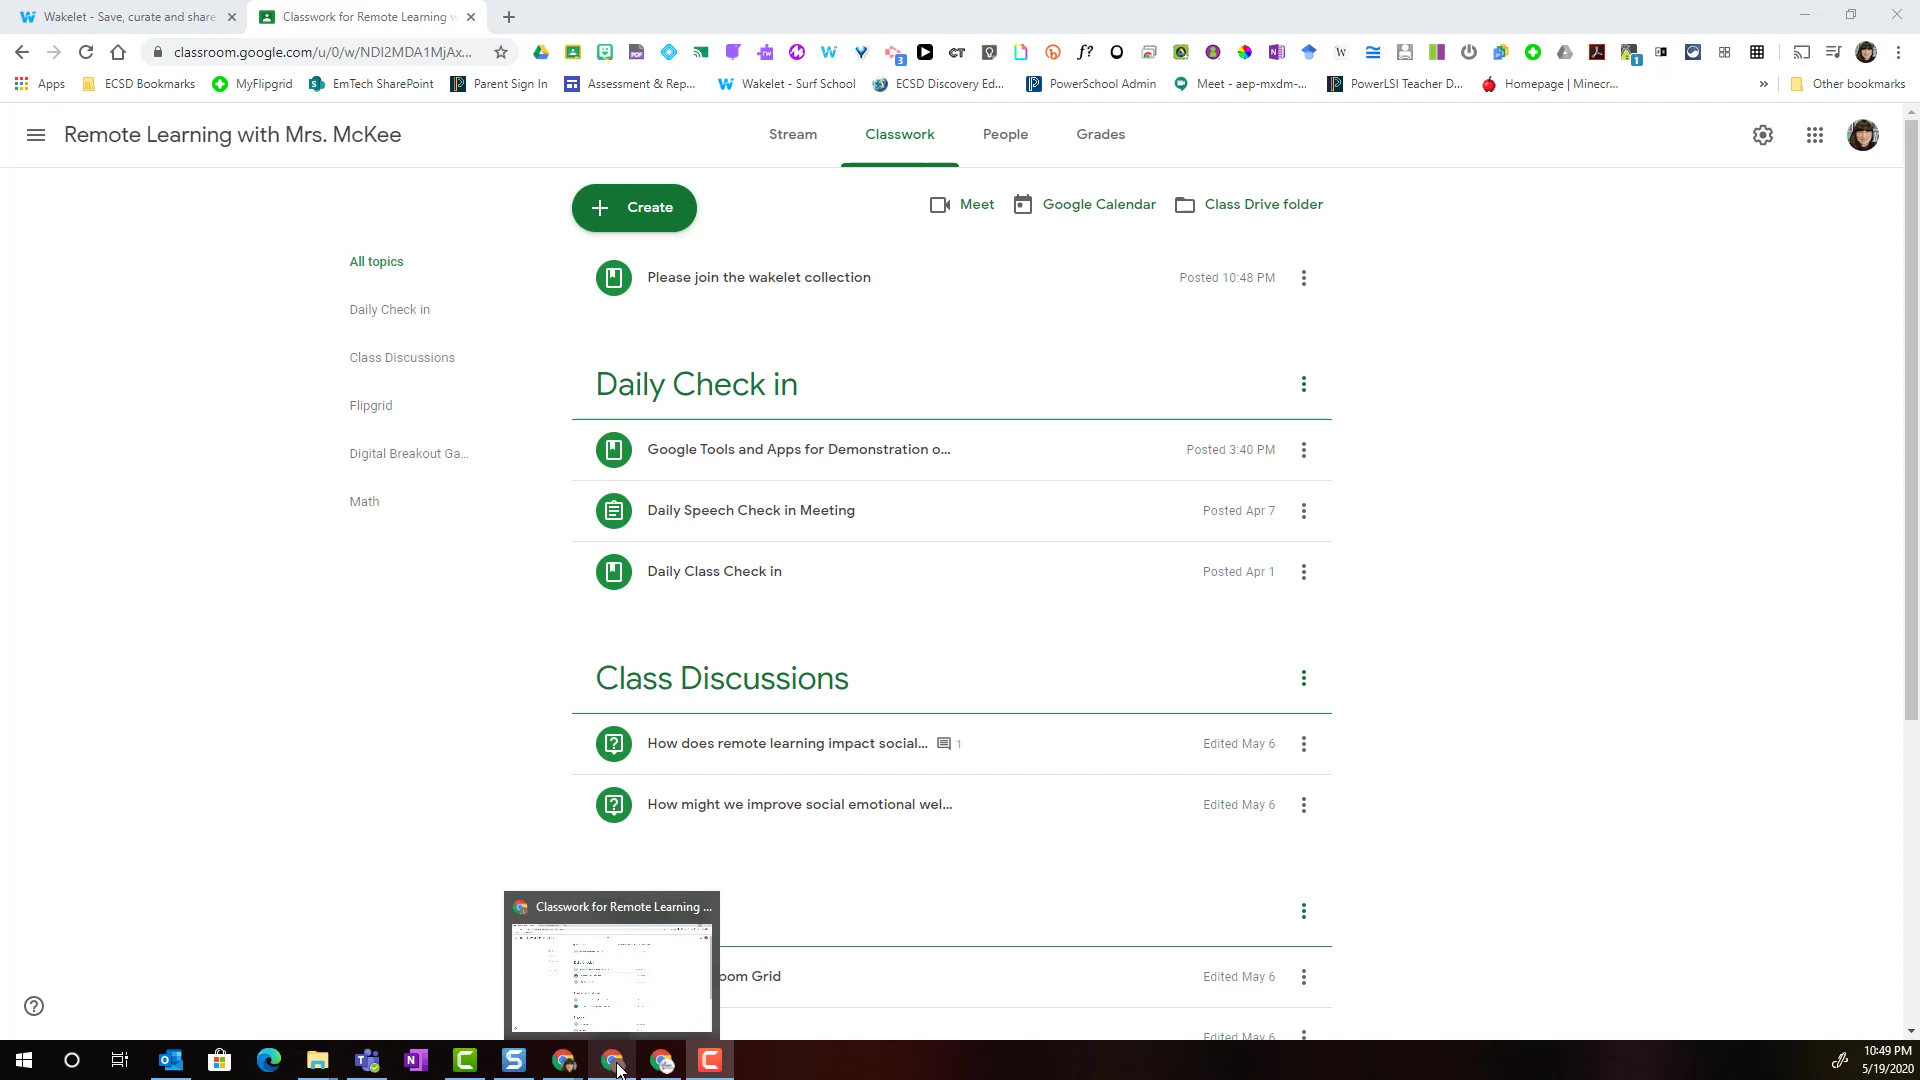 Wakelet - Save, curate and share
Classwork for Remote Learning w
classroom.google.com/u/0/w/NDI2MDA1MjAx...
Apps
ECSD Bookmarks
MyFlipgrid
EmTech SharePoint
Parent Sign In
Assessment & Rep...
Wakelet - Surf School
ECSD Discovery Ed...
PowerSchool Admin
Meet - aep-mxdm-...
PowerLSI Teacher D...
Homepage | Minecr...
»
Other bookmarks
Remote Learning with Mrs. McKee
Stream
Classwork
People
Grades
Create
Meet
Google Calendar
Class Drive folder
All topics
Daily Check in
Class Discussions
Flipgrid
Digital Breakout Ga...
Math
Please join the wakelet collection
Posted 10:48 PM
Daily Check in
Google Tools and Apps for Demonstration o...
Posted 3:40 PM
Daily Speech Check in Meeting
Posted Apr 7
Daily Class Check in
Posted Apr 1
Class Discussions
How does remote learning impact social...
1
Edited May 6
How might we improve social emotional wel...
Edited May 6
Classwork for Remote Learning ...
oom Grid
Edited May 6
Edited May 6
10:49 PM
5/19/2020